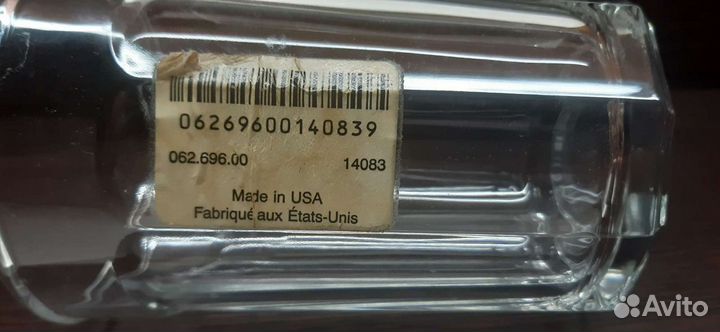 06269600140839
062.696.00 14083
Made in USA
Fabriqué aux États-Unis
Avito